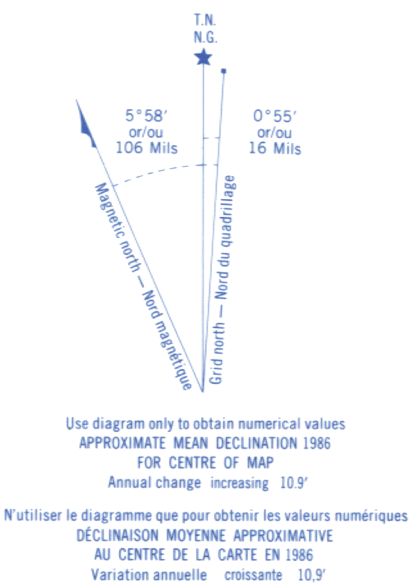 T.N.
N.G.
5°58′
or/ou
106 Mils
0°55′
or/ou
16 Mils
Magnetic north — Nord magnétique
Grid north — Nord du quadrillage
Use diagram only to obtain numerical values
APPROXIMATE MEAN DECLINATION 1986
FOR CENTRE OF MAP
Annual change increasing 10.9′
N'utiliser le diagramme que pour obtenir les valeurs numériques
DÉCLINAISON MOYENNE APPROXIMATIVE
AU CENTRE DE LA CARTE EN 1986
Variation annuelle croissante 10,9′